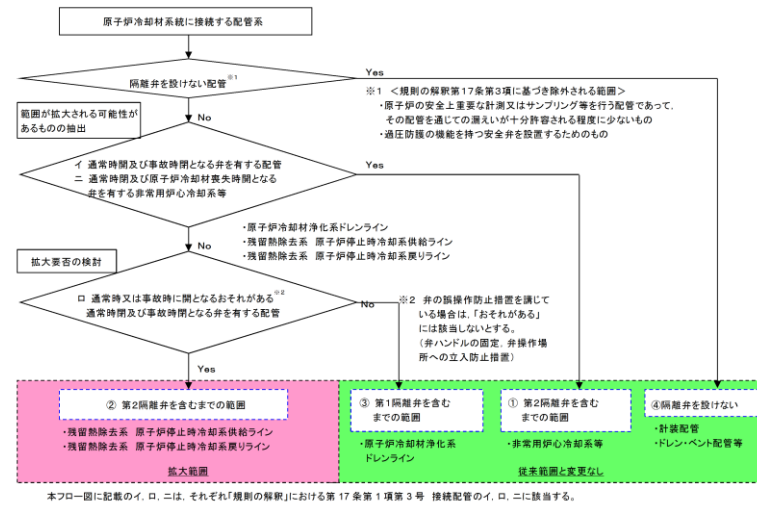 原子炉冷却材系統に接続する配管系
隔離弁を設けない配管※1
Yes
※1 <規則の解釈第17条第3項に基づき除外される範囲>
・原子炉の安全上重要な計測又はサンプリング等を行う配管であって,
その配管を通じての漏えいが十分許容される程度に少ないもの
・過圧防護の機能を持つ安全弁を設置するためのもの
No
範囲が拡大される可能性が
あるものの抽出
イ 通常時開及び事故時閉となる弁を有する配管
ニ 通常時閉及び原子炉冷却材喪失時開となる
弁を有する非常用炉心冷却系等
Yes
No
・原子炉冷却材浄化系ドレンライン
・残留熱除去系 原子炉停止時冷却系供給ライン
・残留熱除去系 原子炉停止時冷却系戻りライン
拡大要否の検討
ロ 通常時又は事故時に開となるおそれがある※2
通常時閉及び事故時閉となる弁を有する配管
No
※2 弁の誤操作防止措置を講じて
いる場合は,「おそれがある」
には該当しないとする。
(弁ハンドルの固定,弁操作場
所への立入防止措置)
Yes
② 第2隔離弁を含むまでの範囲
・残留熱除去系 原子炉停止時冷却系供給ライン
・残留熱除去系 原子炉停止時冷却系戻りライン
拡大範囲
③ 第1隔離弁を含む
までの範囲
・原子炉冷却材浄化系
ドレンライン
① 第2隔離弁を含む
までの範囲
・非常用炉心冷却系等
④隔離弁を設けない
・計装配管
・ドレン・ベント配管等
従来範囲と変更なし
本フロー図に記載のイ,ロ,ニは,それぞれ「規則の解釈」における第 17 条第 1 項第 3 号 接続配管のイ,ロ,ニに該当する。